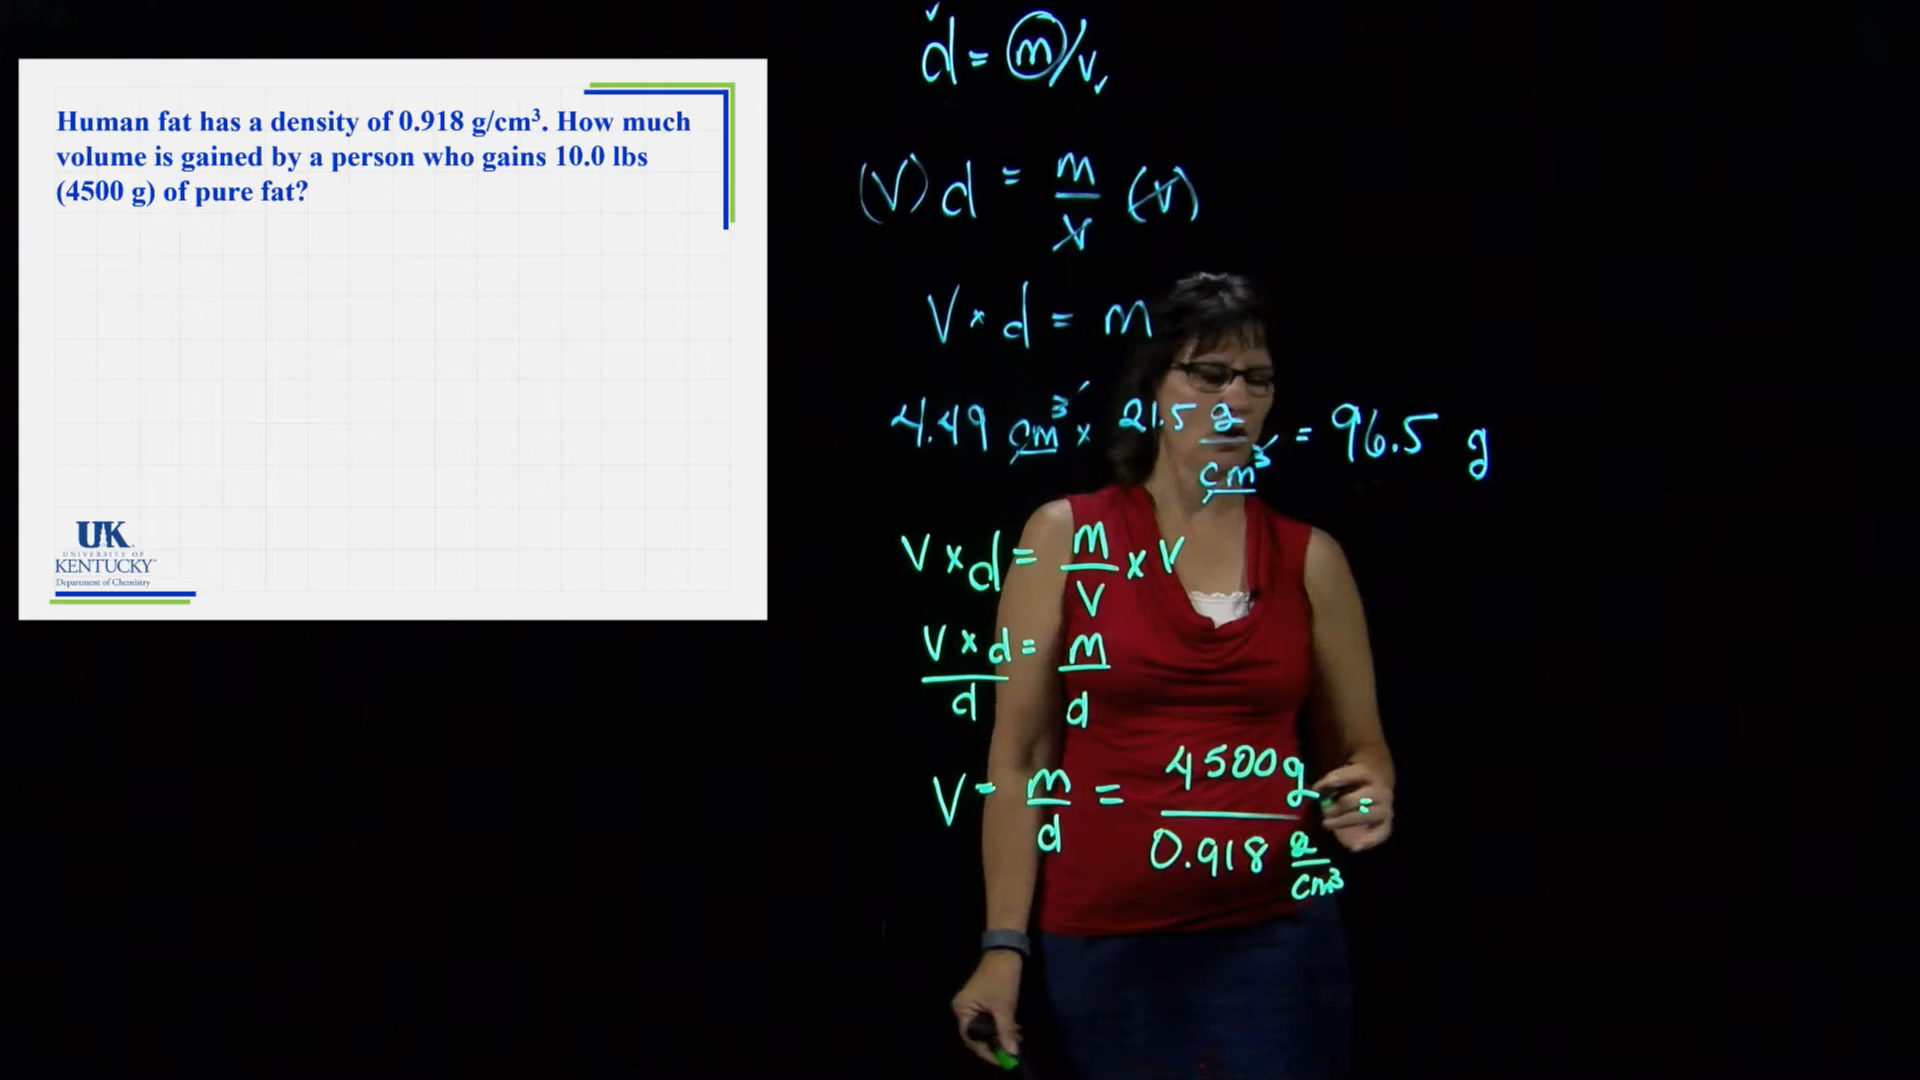 Human fat has a density of 0.918 g/cm³. How much
volume is gained by a person who gains 10.0 lbs
(4500 g) of pure fat?
UK
UNIVERSITY OF
KENTUCKY
Department of Chemistry
d = m/v
(V) d = m/V (V)
V × d = m
4.49 cm³ × 21.5 g/cm³ = 96.5 g
V × d = m/V × V
V × d/d = m/d
V = m/d = 4500g/0.918 g/cm³ =